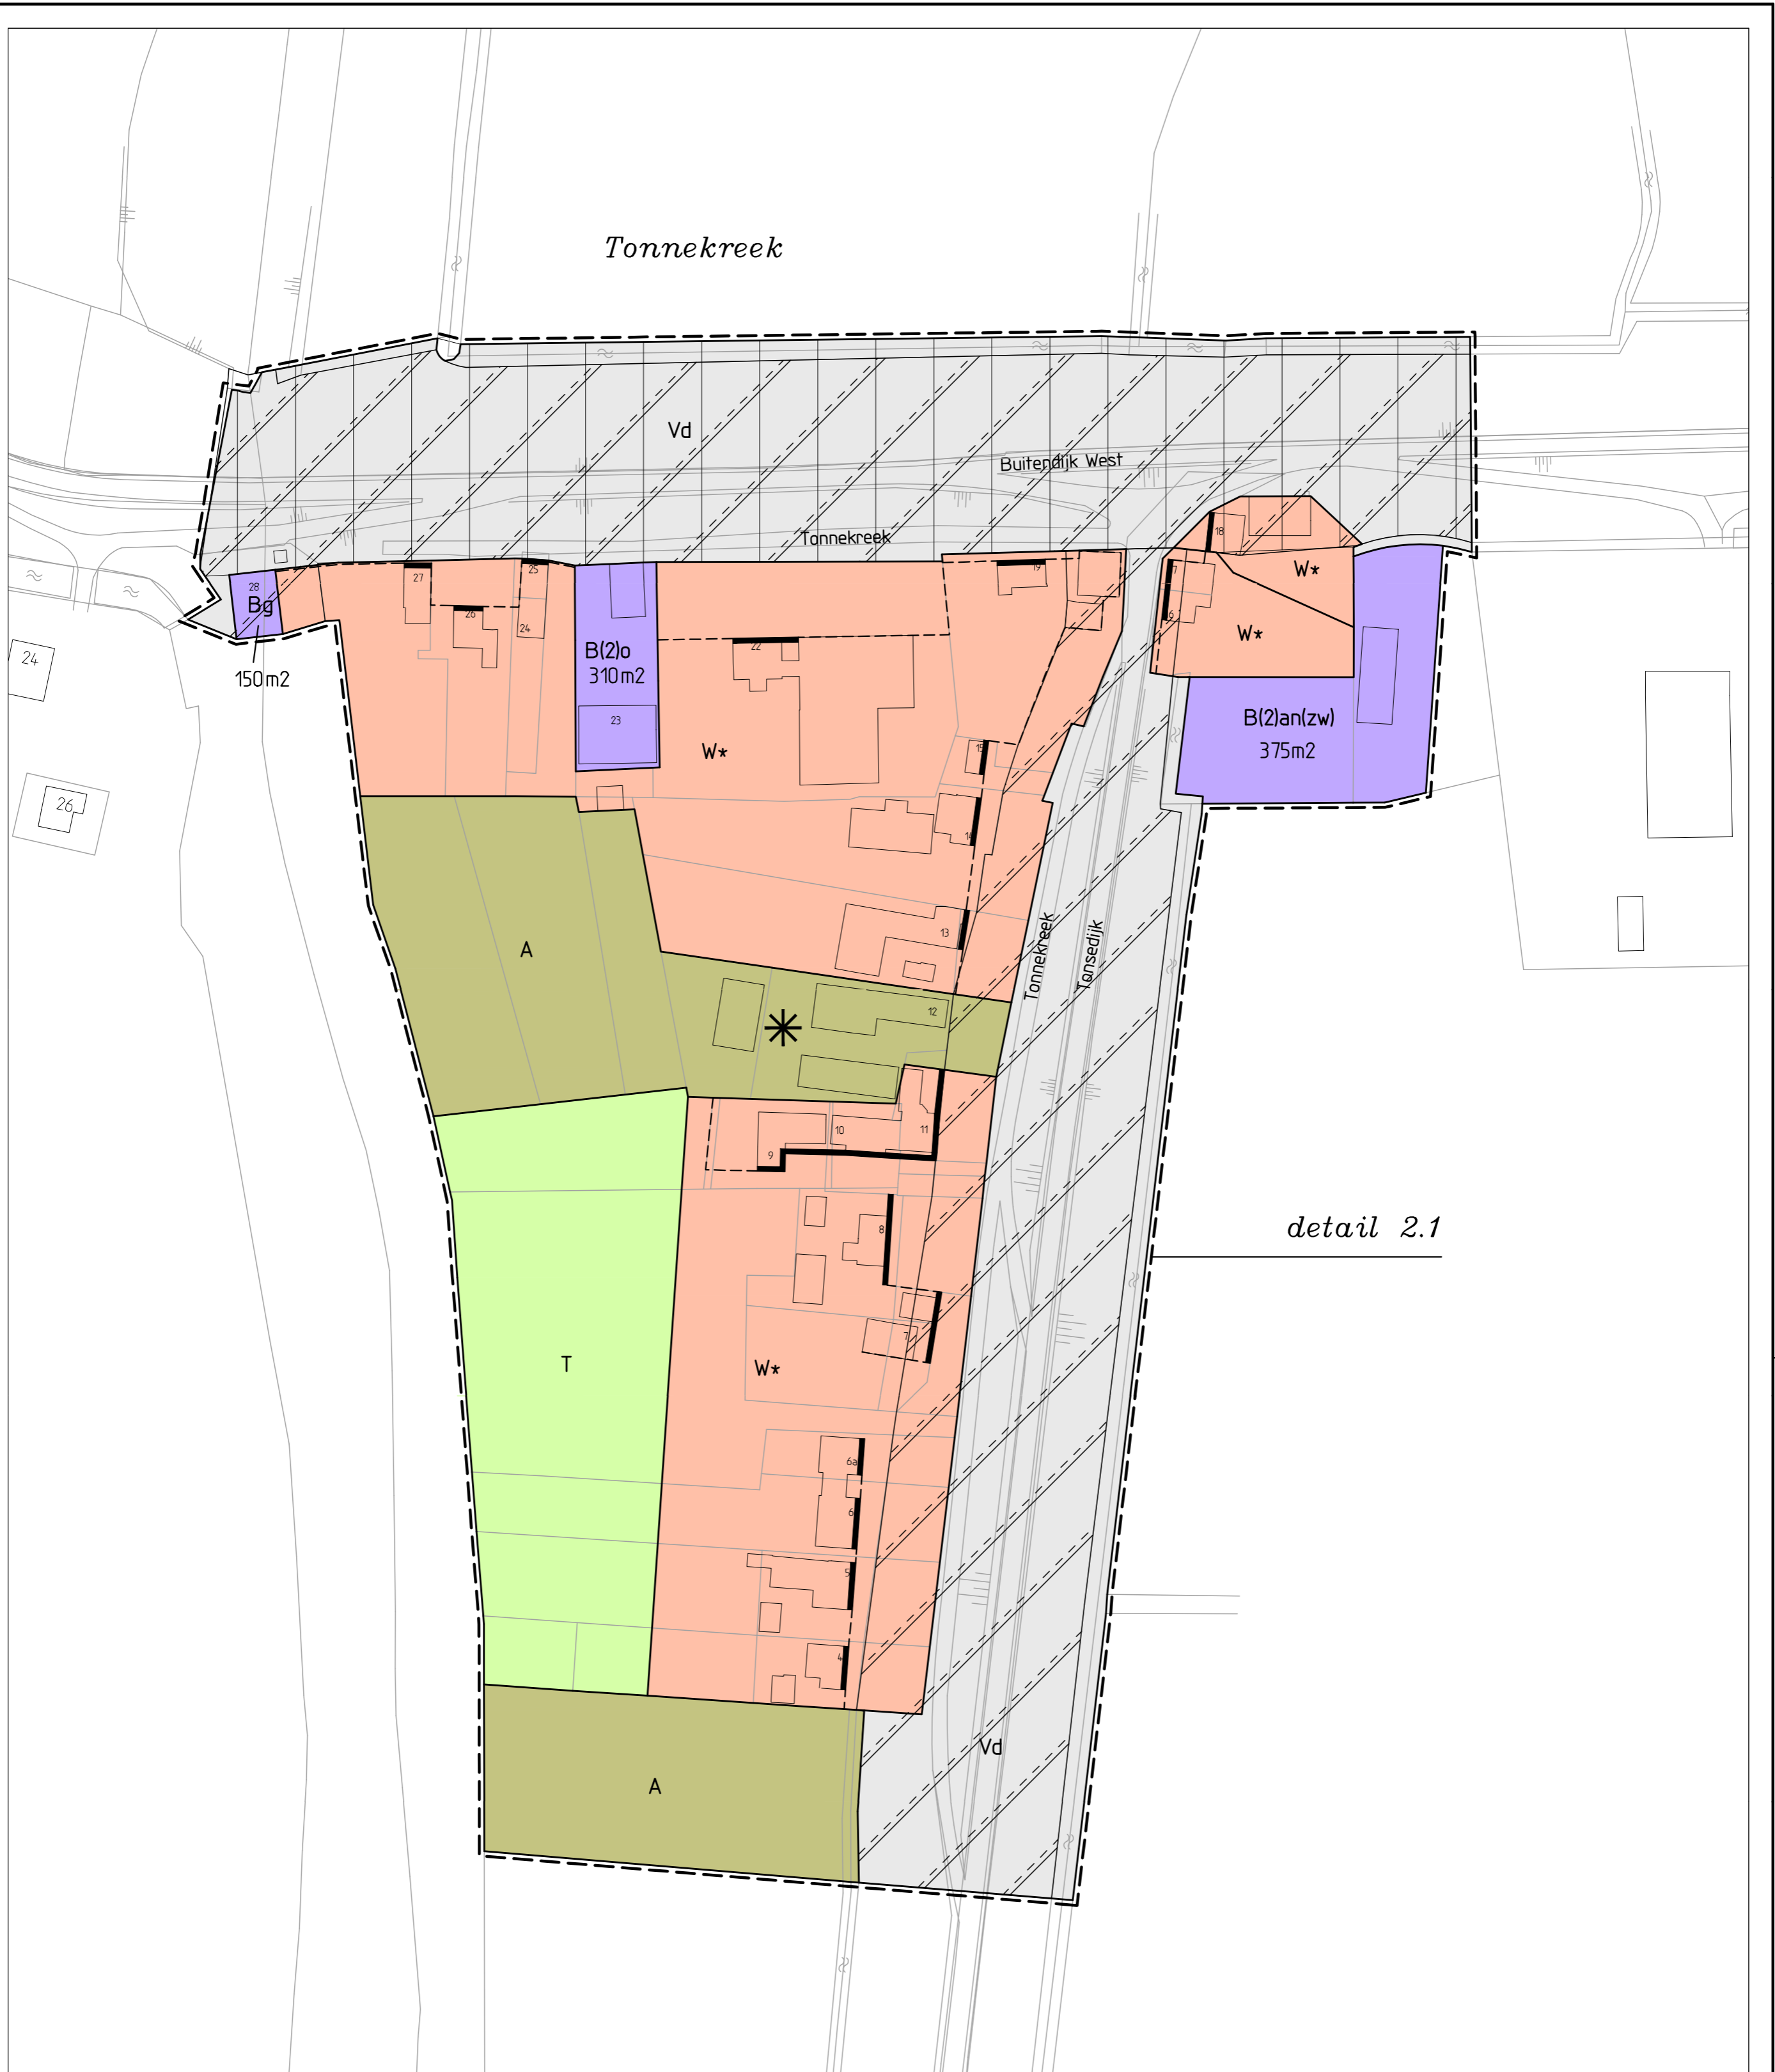 Tonnekreek
Vd
Buitendijk West
Tonnekreek
18
28
Bg
150m2
27
26
25
24
B(2)o
310m2
23
22
19
17
16
W*
W*
B(2)an(zw)
375m2
24
26
W*
15
14
13
A
12
Tonnekreek
Tonsedijk
10
11
9
8
detail 2.1
7
T
W*
6a
6
5
4
Vd
A